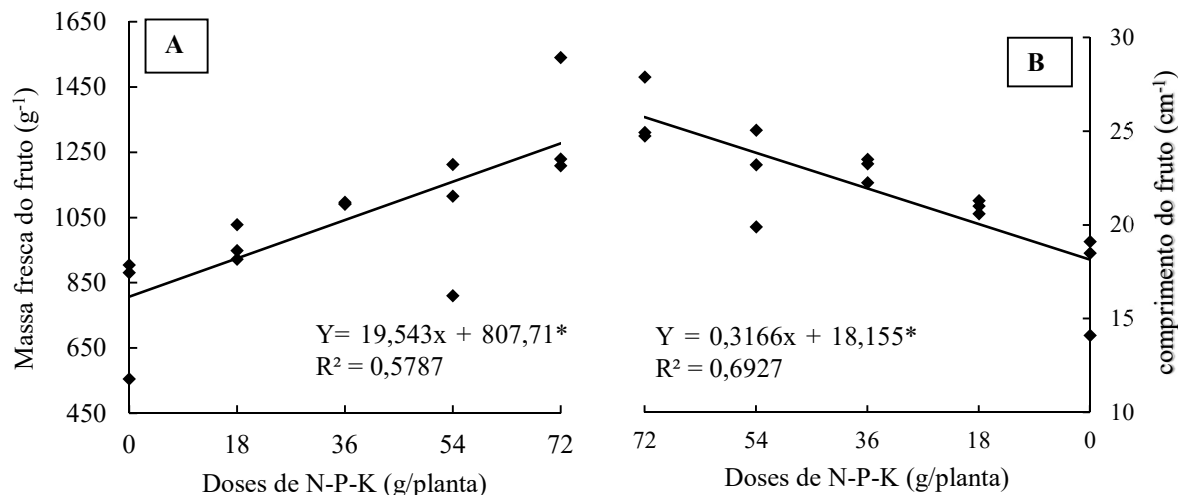 A
Massa fresca do fruto (g-1)
1650
1450
1250
1050
850
650
450
Y= 19,543x + 807,71*
R² = 0,5787
0 18 36 54 72
Doses de N-P-K (g/planta)
B
30
25
20
15
10
comprimento do fruto (cm-1)
Y = 0,3166x + 18,155*
R² = 0,6927
72 54 36 18 0
Doses de N-P-K (g/planta)